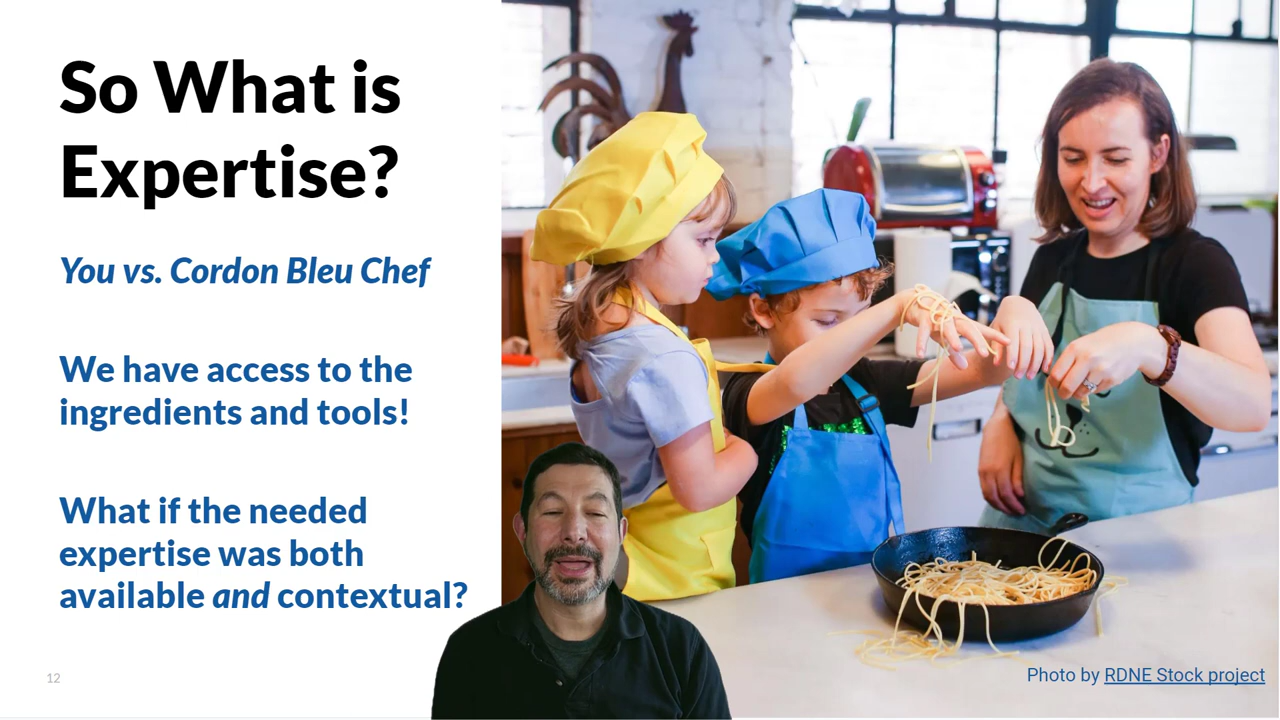 So What is
Expertise?
You vs. Cordon Bleu Chef
We have access to the
ingredients and tools!
What if the needed
expertise was both
available and contextual?
12
Photo by RDNE Stock project